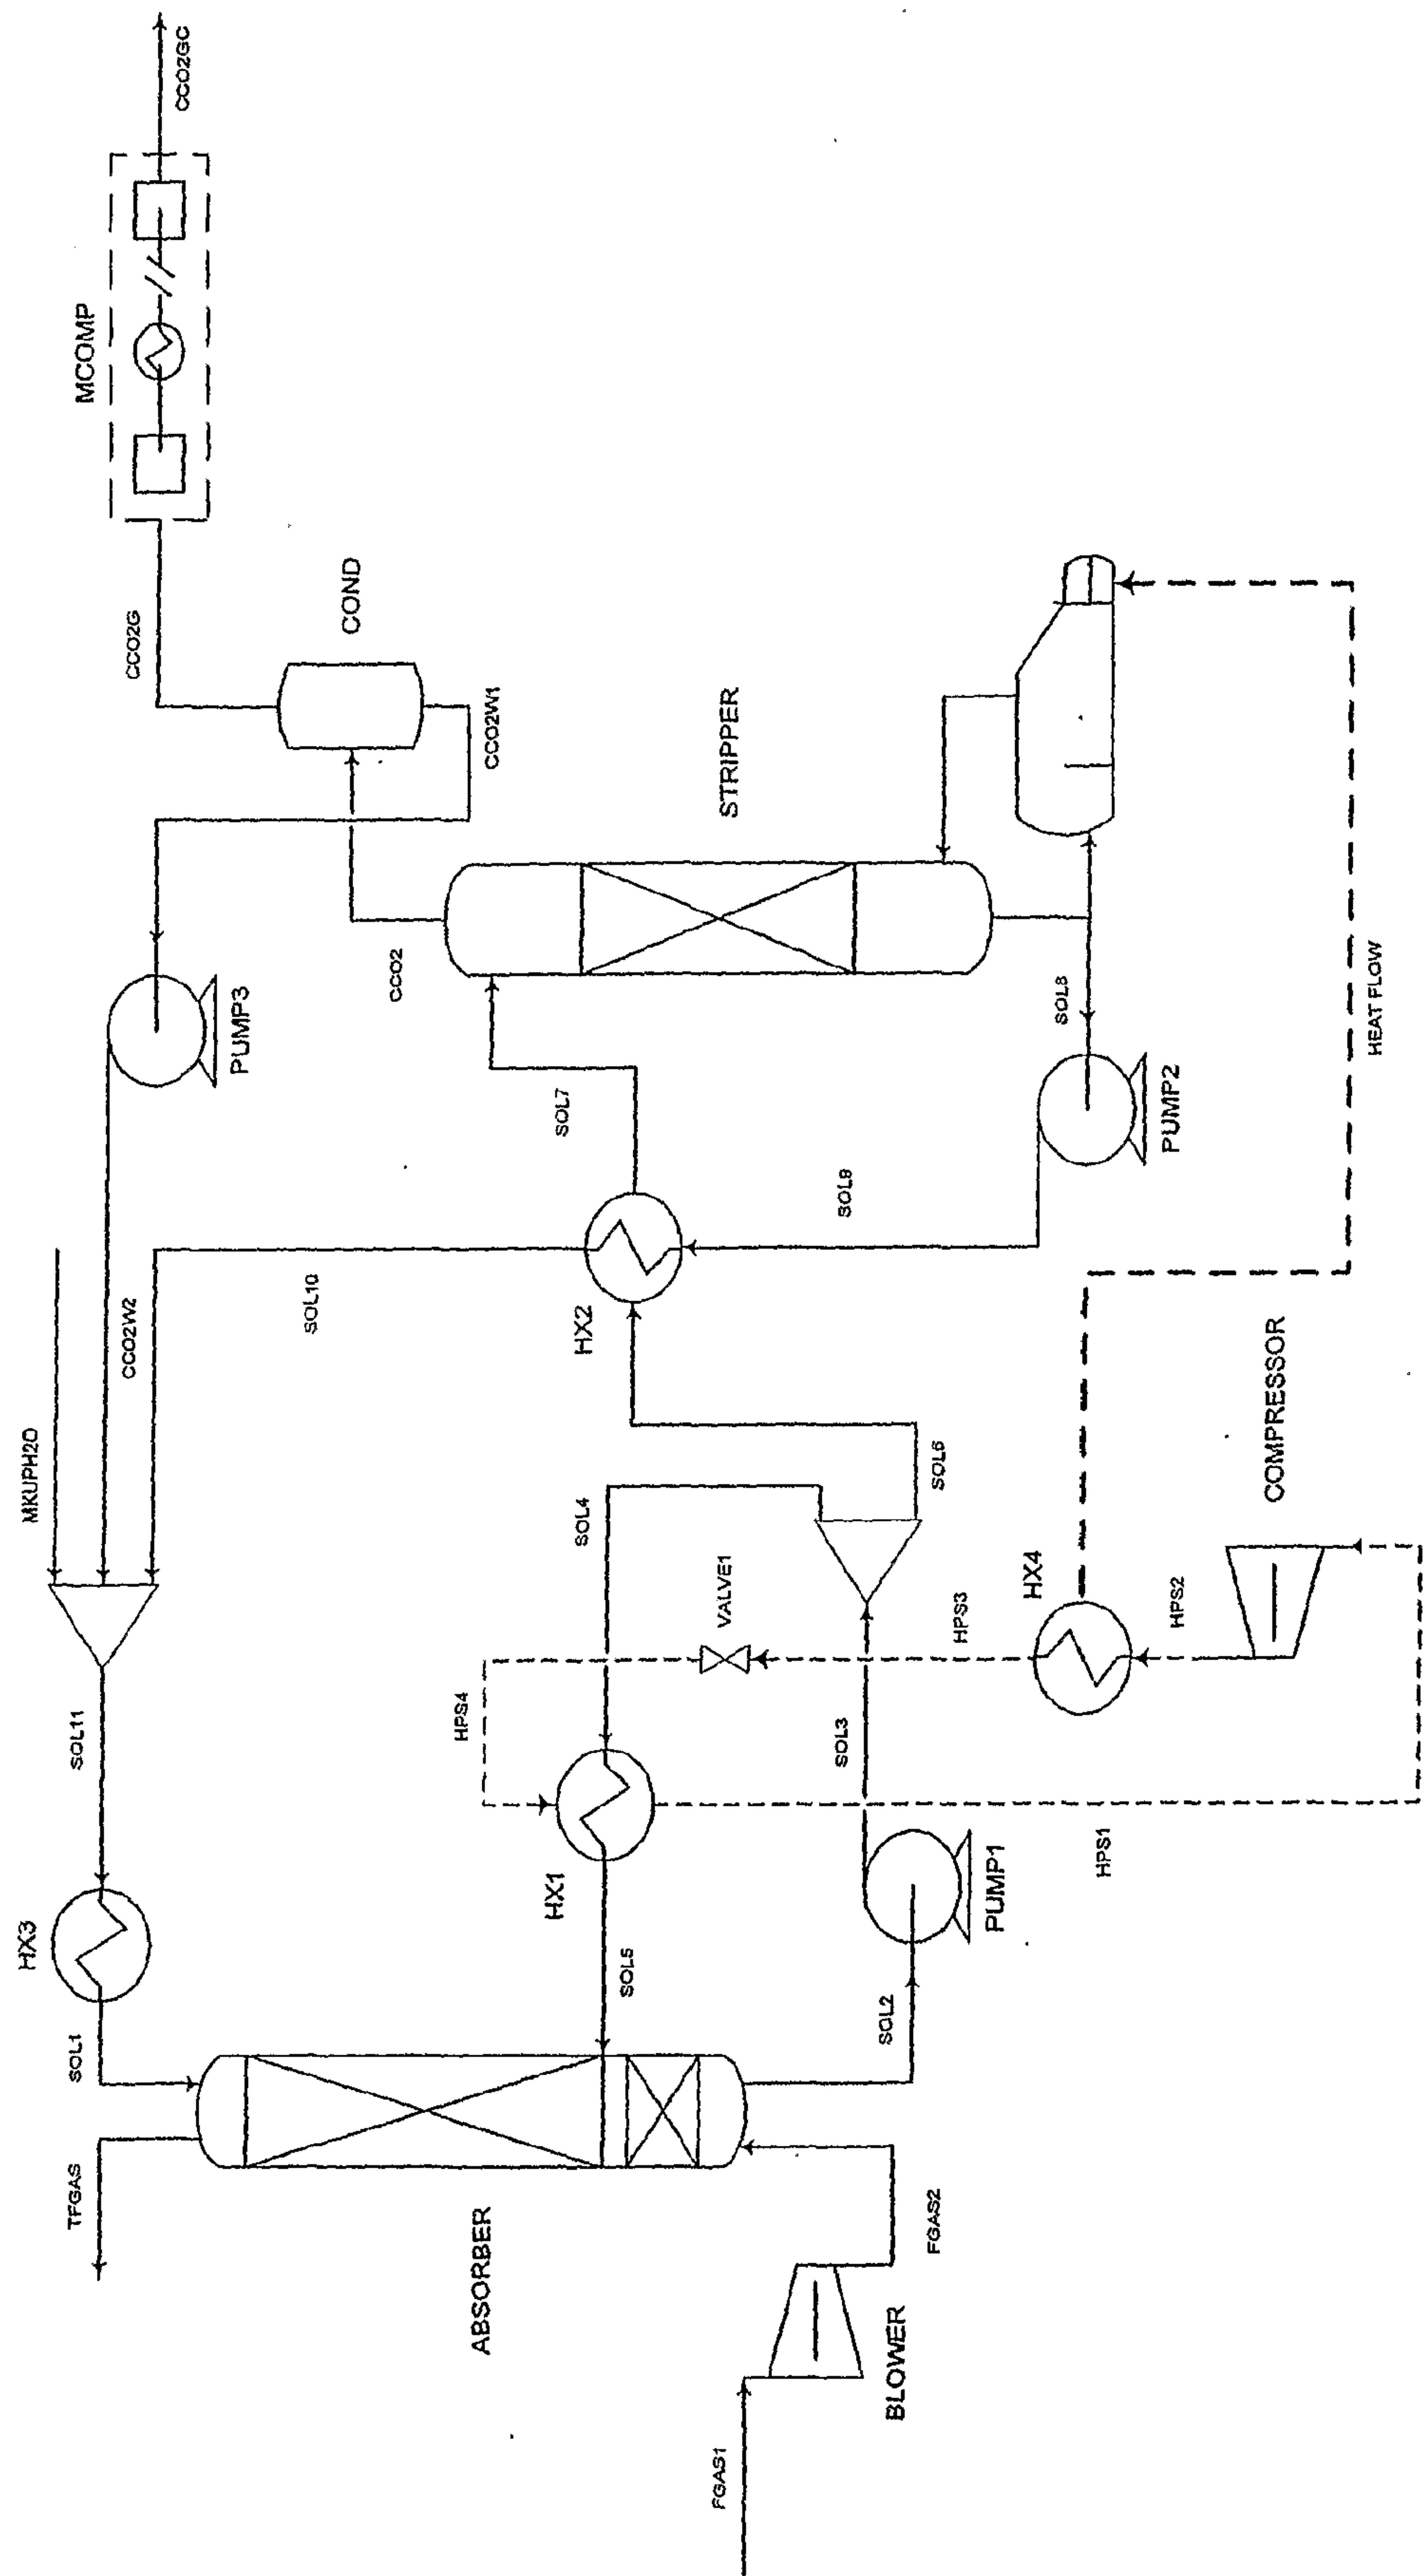 FGAS1
BLOWER
FGAS2
ABSORBER
TFGAS
SOL1
HX3
SOL11
MKUPH2O
CCO2W2
SOL10
SOL2
PUMP1
SOL3
SOL5
HX1
HPS4
HPS1
VALVE1
HPS3
HX4
HPS2
COMPRESSOR
SOL4
SOL6
HX2
SOL7
SOL9
PUMP2
SOL8
HEAT FLOW
STRIPPER
CCO2
PUMP3
CCO2W1
COND
CCO2G
MCOMP
CCO2GC